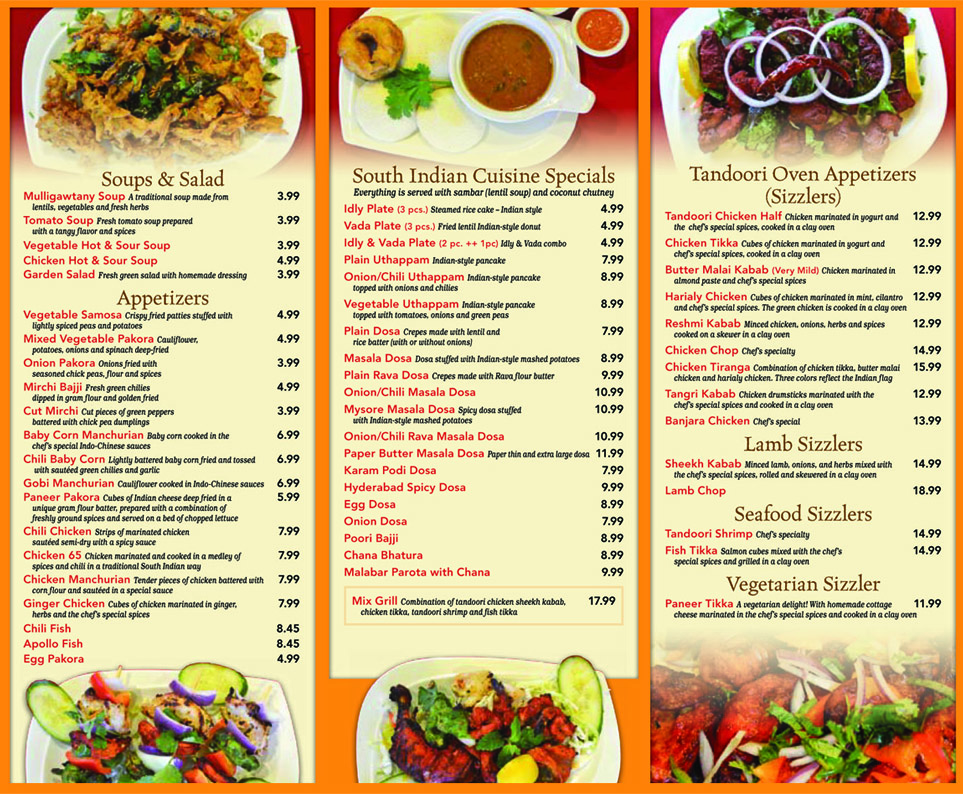 Soups & Salad
Mulligawtany Soup A traditional soup made from 3.99
lentils, vegetables and fresh herbs
Tomato Soup Fresh tomato soup prepared 3.99
with a tangy flavor and spices
Vegetable Hot & Sour Soup 3.99
Chicken Hot & Sour Soup 4.99
Garden Salad Fresh green salad with homemade dressing 3.99
Appetizers
Vegetable Samosa Crispy fried patties stuffed with 4.99
lightly spiced peas and potatoes
Mixed Vegetable Pakora Cauliflower, 4.99
potatoes, onions and spinach deep-fried
Onion Pakora Onions fried with 3.99
seasoned chick peas, flour and spices
Mirchi Bajji Fresh green chilies 4.99
dipped in gram flour and golden fried
Cut Mirchi Cut pieces of green peppers 3.99
battered with chick pea dumplings
Baby Corn Manchurian Baby corn cooked in the 6.99
chef's special Indo-Chinese sauces
Chili Baby Corn Lightly battered baby corn fried and tossed 6.99
with sautéed green chilies and garlic
Gobi Manchurian Cauliflower cooked in Indo-Chinese sauces 6.99
Paneer Pakora Cubes of Indian cheese deep fried in a 5.99
unique gram flour batter, prepared with a combination of
freshly ground spices and served on a bed of chopped lettuce
Chili Chicken Strips of marinated chicken 7.99
sautéed semi-dry with a spicy sauce
Chicken 65 Chicken marinated and cooked in a medley of 7.99
spices and chili in a traditional South Indian way
Chicken Manchurian Tender pieces of chicken battered with 7.99
corn flour and sautéed in a special sauce
Ginger Chicken Cubes of chicken marinated in ginger, 7.99
herbs and the chef's special spices
Chili Fish 8.45
Apollo Fish 8.45
Egg Pakora 4.99
South Indian Cuisine Specials
Everything is served with sambar (lentil soup) and coconut chutney
Idly Plate (3 pcs.) Steamed rice cake – Indian style 4.99
Vada Plate (3 pcs.) Fried lentil Indian-style donut 4.99
Idly & Vada Plate (2 pc. ++ 1pc) Idly & Vada combo 4.99
Plain Uthappam Indian-style pancake 7.99
Onion/Chili Uthappam Indian-style pancake 8.99
topped with onions and chilies
Vegetable Uthappam Indian-style pancake 8.99
topped with tomatoes, onions and green peas
Plain Dosa Crepes made with lentil and 7.99
rice batter (with or without onions)
Masala Dosa Dosa stuffed with Indian-style mashed potatoes 8.99
Plain Rava Dosa Crepes made with Rava flour butter 9.99
Onion/Chili Masala Dosa 10.99
Mysore Masala Dosa Spicy dosa stuffed 10.99
with Indian-style mashed potatoes
Onion/Chili Rava Masala Dosa 10.99
Paper Butter Masala Dosa Paper thin and extra large dosa 11.99
Karam Podi Dosa 7.99
Hyderabad Spicy Dosa 9.99
Egg Dosa 8.99
Onion Dosa 7.99
Poori Bajji 8.99
Chana Bhatura 8.99
Malabar Parota with Chana 9.99
Mix Grill Combination of tandoori chicken sheekh kabab, 17.99
chicken tikka, tandoori shrimp and fish tikka
Tandoori Oven Appetizers
(Sizzlers)
Tandoori Chicken Half Chicken marinated in yogurt and 12.99
the chef's special spices, cooked in a clay oven
Chicken Tikka Cubes of chicken marinated in yogurt and 12.99
chef's special spices, cooked in a clay oven
Butter Malai Kabab (Very Mild) Chicken marinated in 12.99
almond paste and chef's special spices
Harialy Chicken Cubes of chicken marinated in mint, cilantro 12.99
and chef's special spices. The green chicken is cooked in a clay oven
Reshmi Kabab Minced chicken, onions, herbs and spices 12.99
cooked on a skewer in a clay oven
Chicken Chop Chef's specialty 14.99
Chicken Tiranga Combination of chicken tikka, butter malai 15.99
chicken and harialy chicken. Three colors reflect the Indian flag
Tangri Kabab Chicken drumsticks marinated with the 12.99
chef's special spices and cooked in a clay oven
Banjara Chicken Chef's special 13.99
Lamb Sizzlers
Sheekh Kabab Minced lamb, onions, and herbs mixed with 14.99
the chef's special spices, rolled and skewered in a clay oven
Lamb Chop 18.99
Seafood Sizzlers
Tandoori Shrimp Chef's specialty 14.99
Fish Tikka Salmon cubes mixed with the chef's 14.99
special spices and grilled in a clay oven
Vegetarian Sizzler
Paneer Tikka A vegetarian delight! With homemade cottage 11.99
cheese marinated in the chef's special spices and cooked in a clay oven